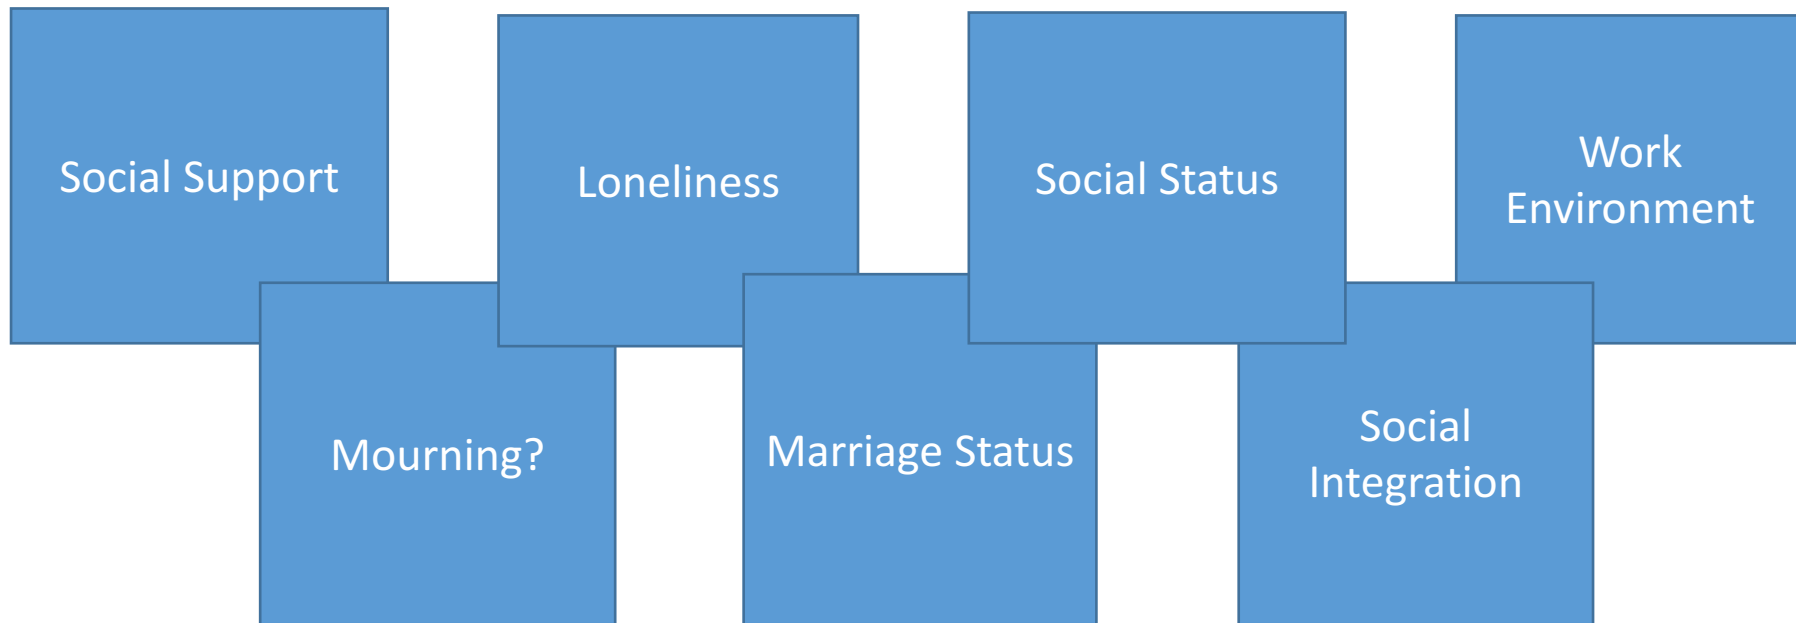 Social Support
Loneliness
Social Status
Work
Environment
Mourning?
Marriage Status
Social
Integration